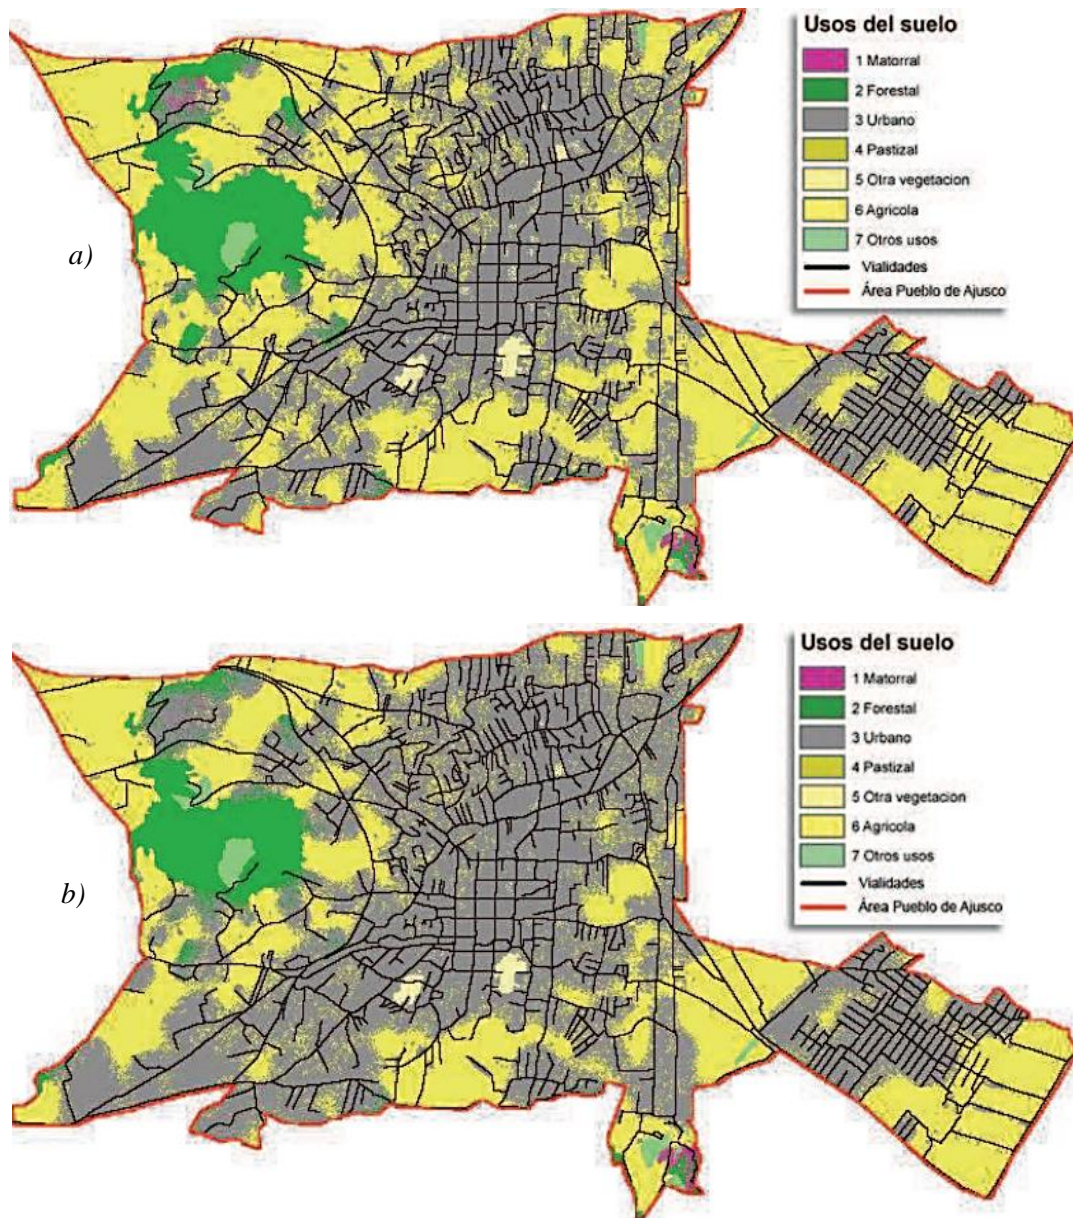 Usos del suelo
1 Matorral
2 Forestal
3 Urbano
4 Pastizal
5 Otra vegetacion
6 Agricola
7 Otros usos
Vialidades
Área Pueblo de Ajusco
a)
Usos del suelo
1 Matorral
2 Forestal
3 Urbano
4 Pastizal
5 Otra vegetacion
6 Agricola
7 Otros usos
Vialidades
Área Pueblo de Ajusco
b)